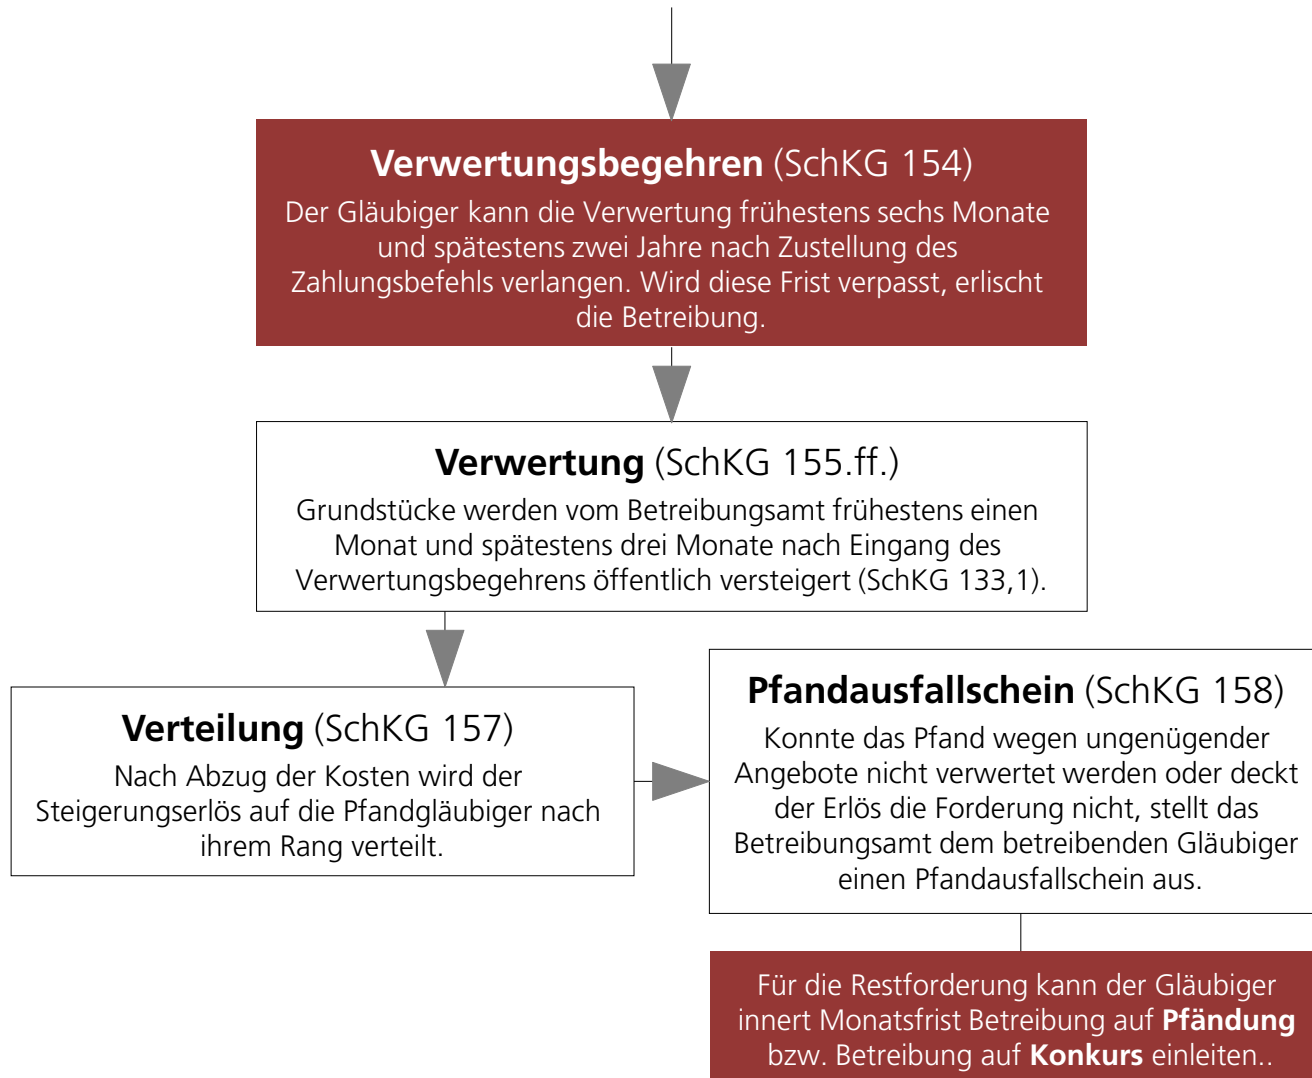 Verwertungsbegehren (SchKG 154)
Der Gläubiger kann die Verwertung frühestens sechs Monate
und spätestens zwei Jahre nach Zustellung des
Zahlungsbefehls verlangen. Wird diese Frist verpasst, erlischt
die Betreibung.
Verwertung (SchKG 155.ff.)
Grundstücke werden vom Betreibungsamt frühestens einen
Monat und spätestens drei Monate nach Eingang des
Verwertungsbegehrens öffentlich versteigert (SchKG 133,1).
Verteilung (SchKG 157)
Nach Abzug der Kosten wird der
Steigerungserlös auf die Pfandgläubiger nach
ihrem Rang verteilt.
Pfandausfallschein (SchKG 158)
Konnte das Pfand wegen ungenügender
Angebote nicht verwertet werden oder deckt
der Erlös die Forderung nicht, stellt das
Betreibungsamt dem betreibenden Gläubiger
einen Pfandausfallschein aus.
Für die Restforderung kann der Gläubiger
innert Monatsfrist Betreibung auf Pfändung
bzw. Betreibung auf Konkurs einleiten..